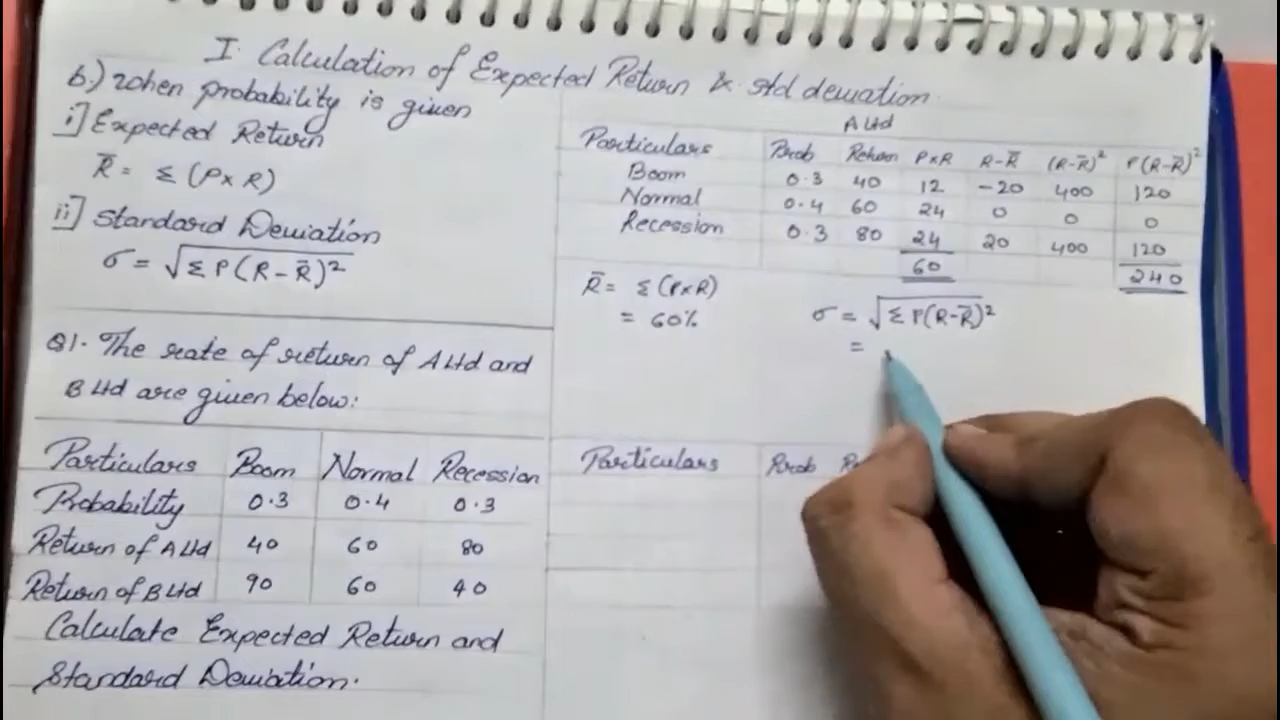 I. Calculation of Expected Return & std deviation.
b.) When probability is given
i] Expected Return
R̄ = Σ (P×R)
ii] Standard Deviation
σ = √Σ P(R-R̄)²
Q1. The rate of return of A Ltd and
B Ltd are given below:
Particulars Boom Normal Recession
Probability 0.3 0.4 0.3
Return of A Ltd 40 60 80
Return of B Ltd 90 60 40
Calculate Expected Return and
Standard Deviation.
A Ltd
Particulars Prob Return P×R R-R̄ (R-R̄)² P(R-R̄)²
Boom 0.3 40 12 -20 400 120
Normal 0.4 60 24 0 0 0
Recession 0.3 80 24 20 400 120
60 240
R̄ = Σ (P×R)
= 60%
σ = √Σ P(R-R̄)²
=
Particulars Prob